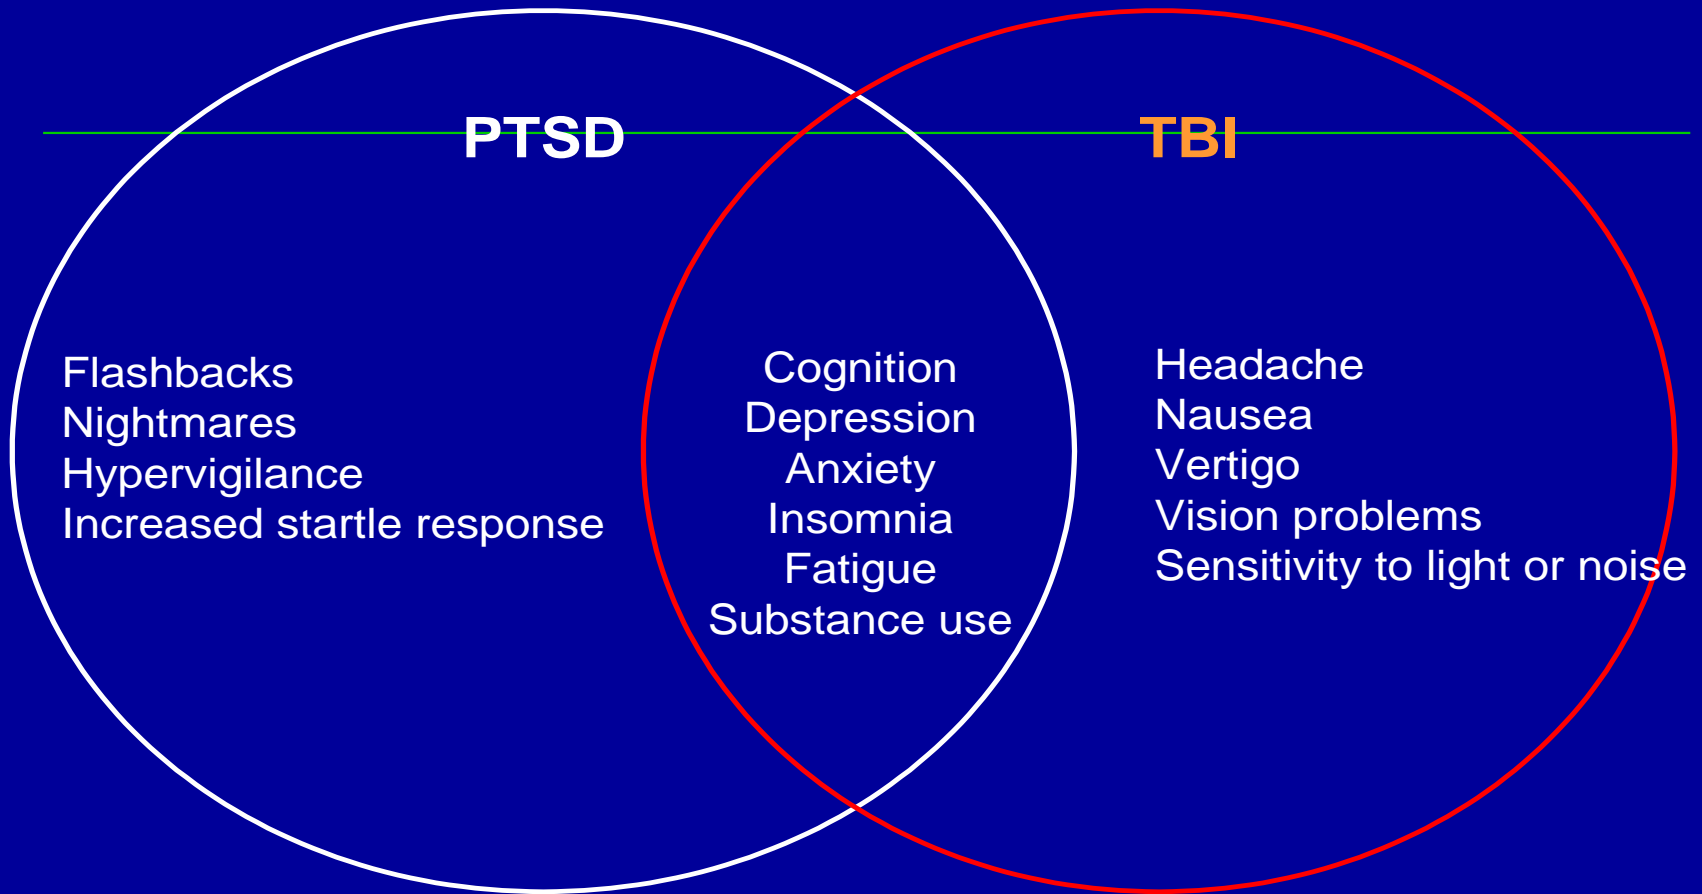 PTSD
TBI
Flashbacks
Nightmares
Hypervigilance
Increased startle response
Cognition
Depression
Anxiety
Insomnia
Fatigue
Substance use
Headache
Nausea
Vertigo
Vision problems
Sensitivity to light or noise